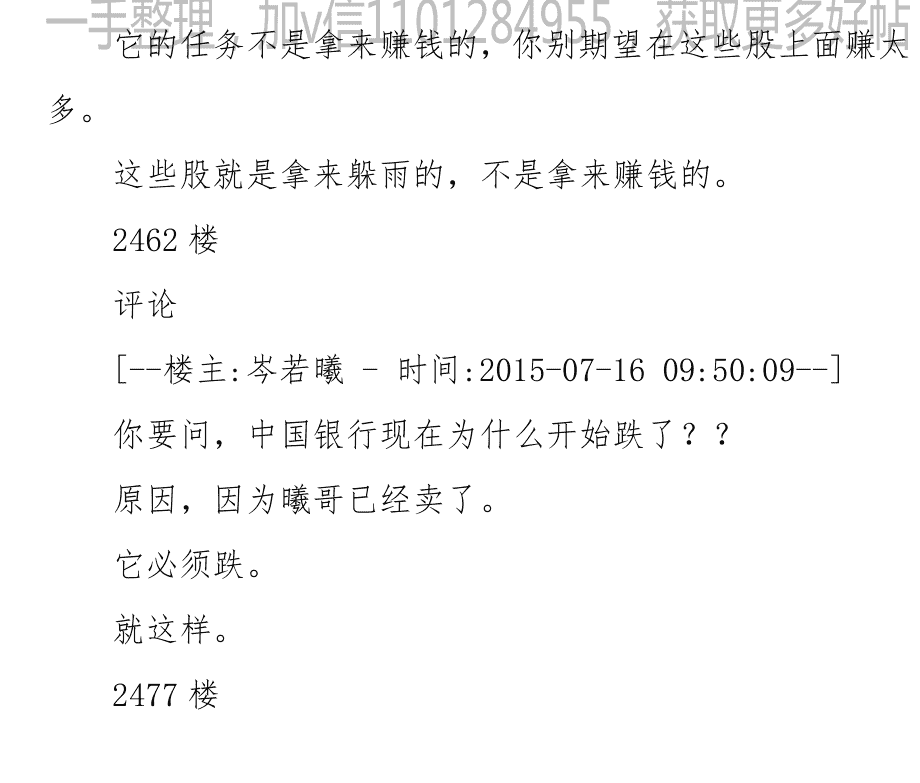 一手整理，加v信1101284955，获取更多好帖
它的任务不是拿来赚钱的，你别期望在这些股上面赚太
多。
这些股就是拿来躲雨的，不是拿来赚钱的。
2462 楼
评论
[--楼主:岑若曦 - 时间:2015-07-16 09:50:09--]
你要问，中国银行现在为什么开始跌了？？
原因，因为曦哥已经卖了。
它必须跌。
就这样。
2477 楼